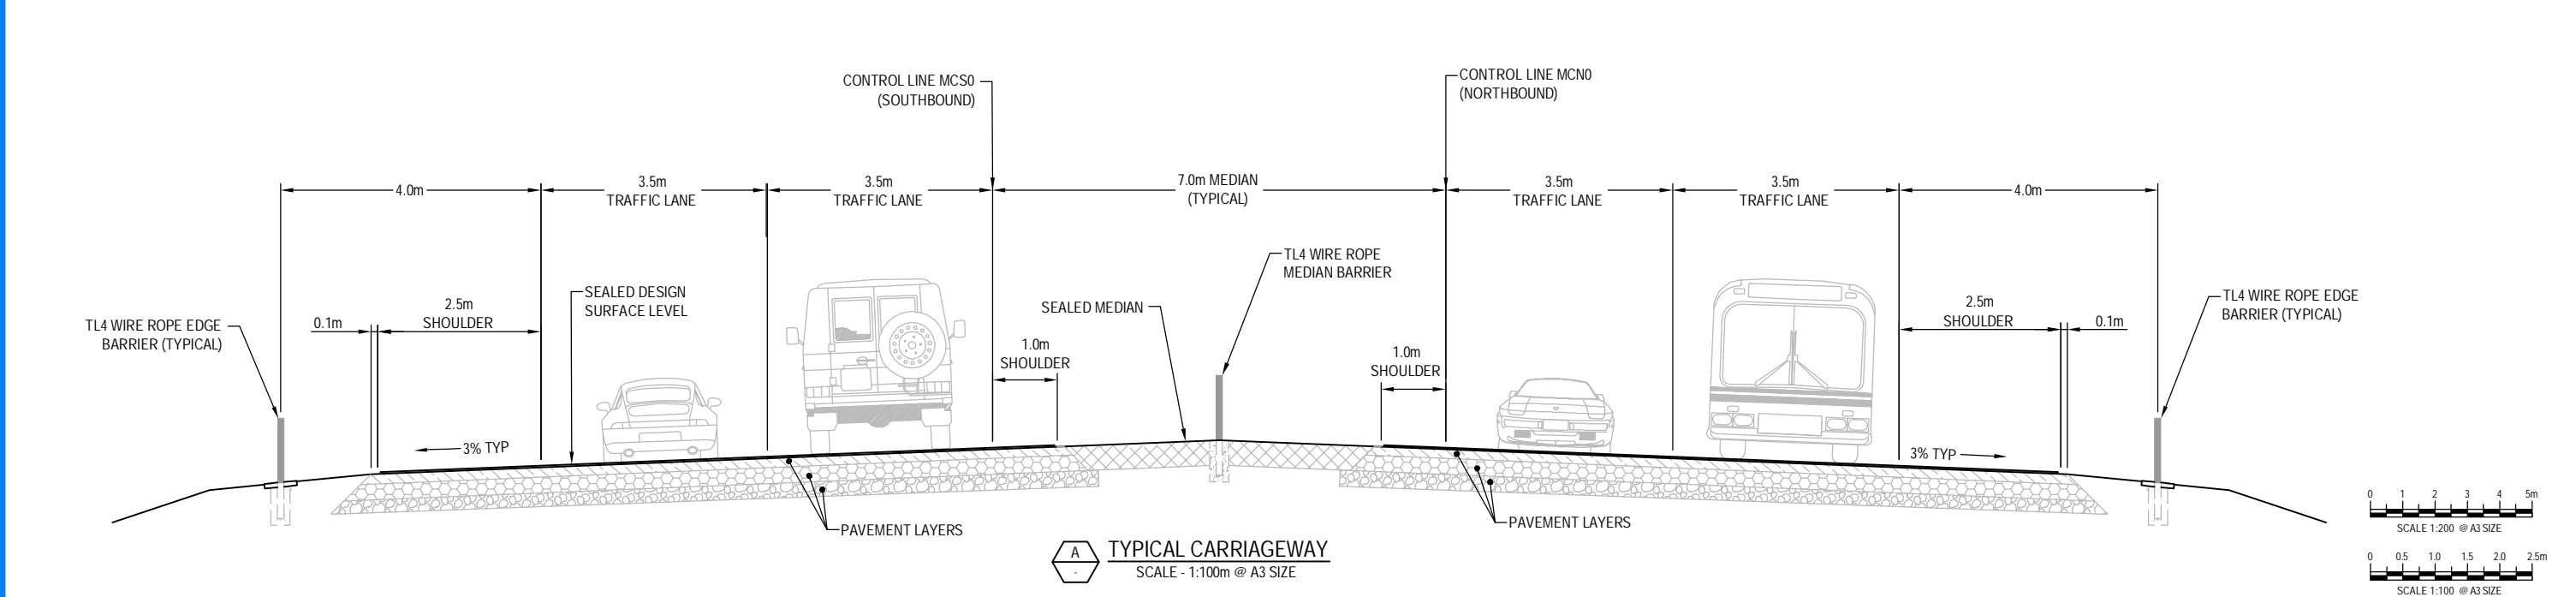 CONTROL LINE MCS0
(SOUTHBOUND)
CONTROL LINE MCN0
(NORTHBOUND)
4.0m
3.5m
TRAFFIC LANE
3.5m
TRAFFIC LANE
7.0m MEDIAN
(TYPICAL)
3.5m
TRAFFIC LANE
3.5m
TRAFFIC LANE
4.0m
TL4 WIRE ROPE EDGE
BARRIER (TYPICAL)
0.1m
2.5m
SHOULDER
SEALED DESIGN
SURFACE LEVEL
SEALED MEDIAN
1.0m
SHOULDER
TL4 WIRE ROPE
MEDIAN BARRIER
1.0m
SHOULDER
2.5m
SHOULDER
0.1m
TL4 WIRE ROPE EDGE
BARRIER (TYPICAL)
3% TYP
3% TYP
PAVEMENT LAYERS
PAVEMENT LAYERS
A
-
TYPICAL CARRIAGEWAY
SCALE - 1:100m @ A3 SIZE
0 1 2 3 4 5m
SCALE 1:200 @ A3 SIZE
0 0.5 1.0 1.5 2.0 2.5m
SCALE 1:100 @ A3 SIZE